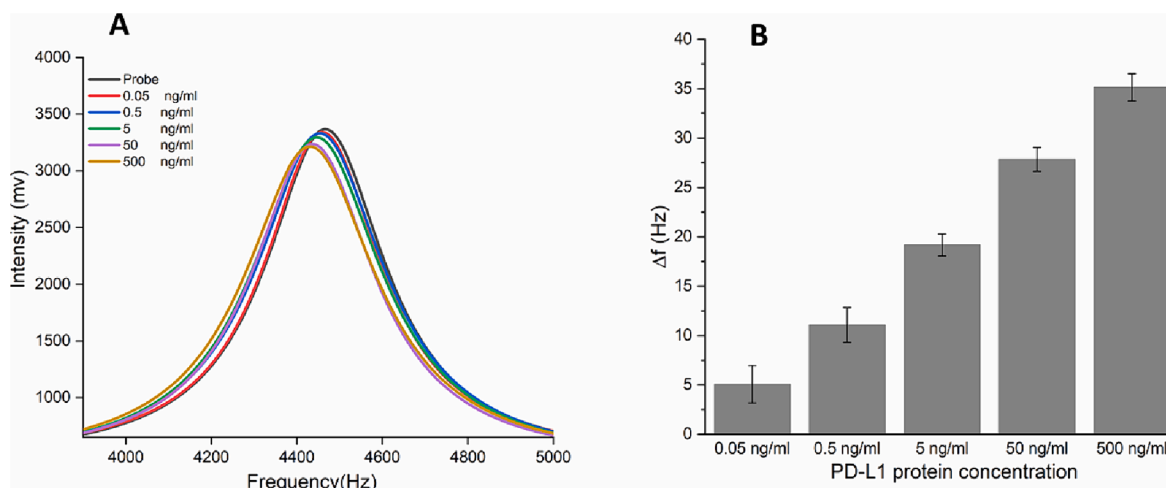 A
4000
3500
3000
2500
2000
1500
1000
Intensity (mv)
Probe
0.05 ng/ml
0.5 ng/ml
5 ng/ml
50 ng/ml
500 ng/ml
4000 4200 4400 4600 4800 5000
Frequency(Hz)
B
40
35
30
25
20
15
10
5
0
Δf (Hz)
0.05 ng/ml 0.5 ng/ml 5 ng/ml 50 ng/ml 500 ng/ml
PD-L1 protein concentration